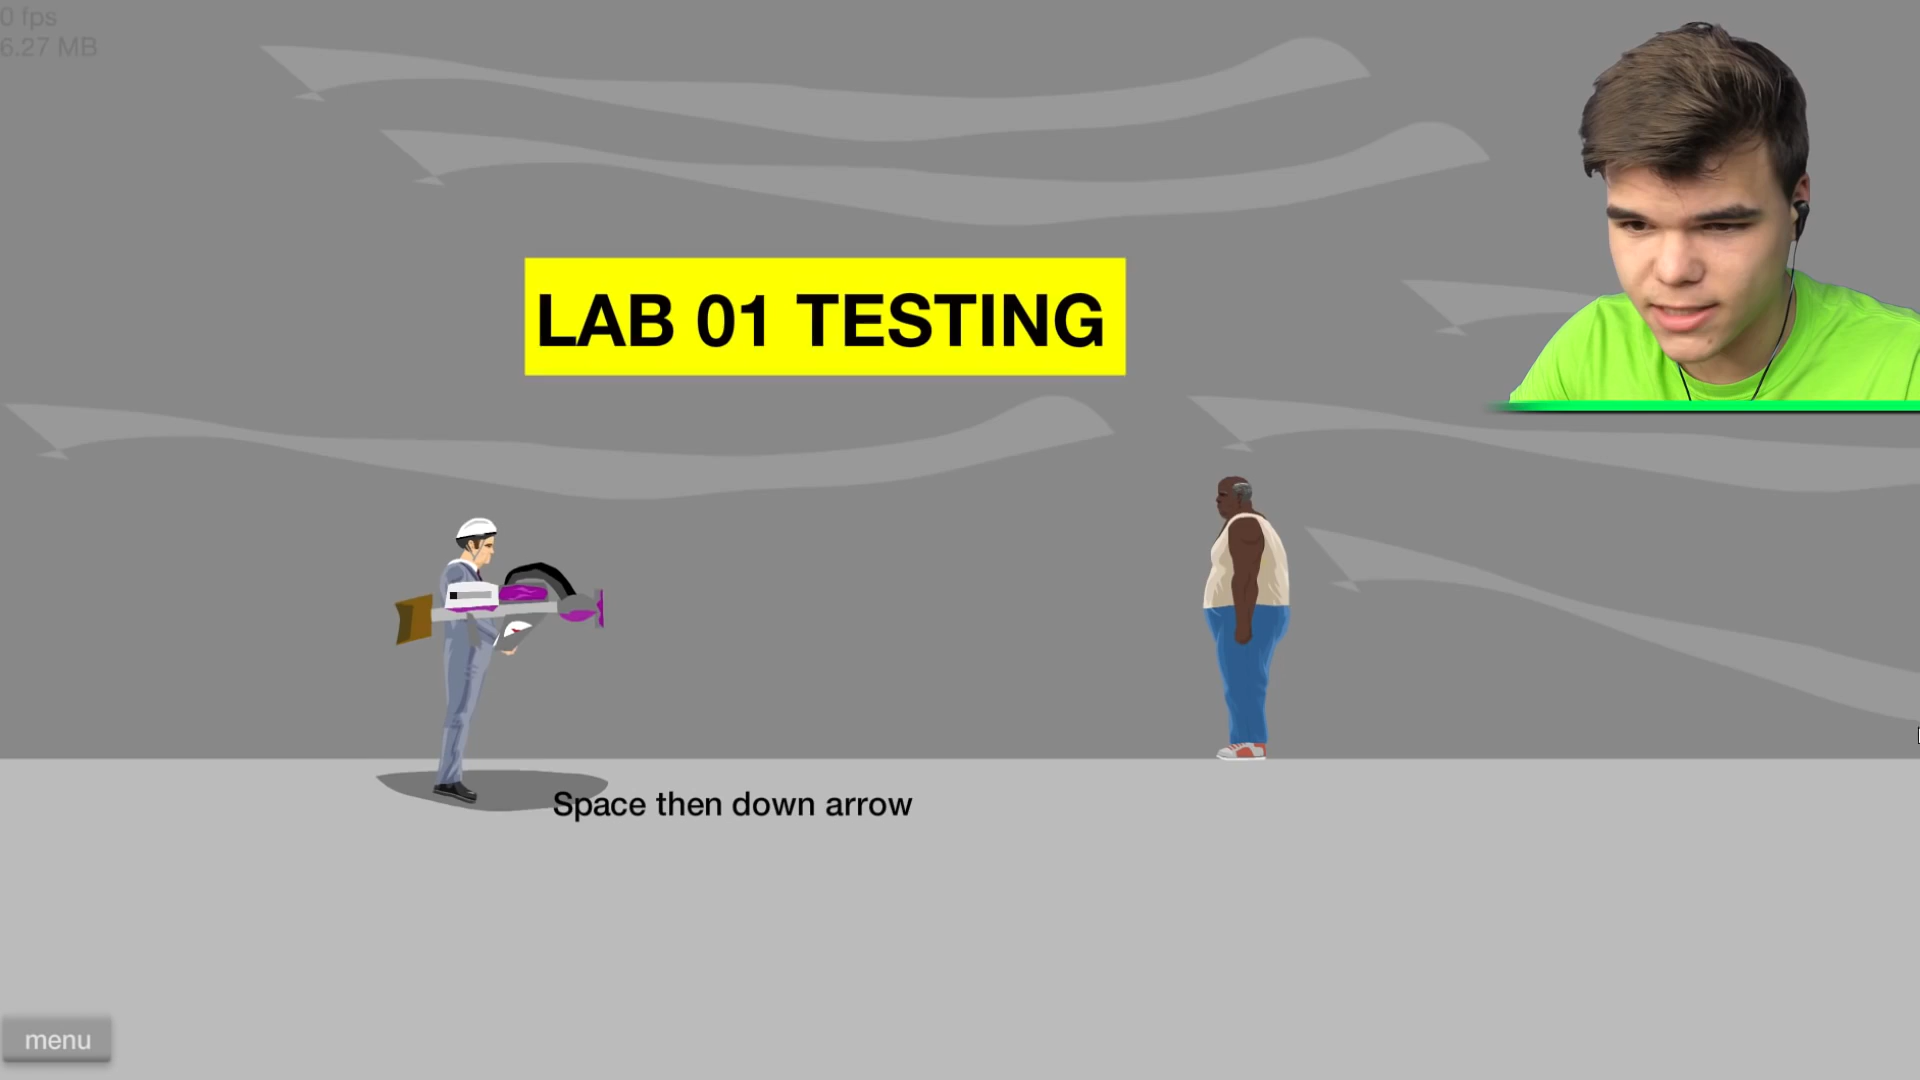 0 fps
6.27 MB
LAB 01 TESTING
Space then down arrow
menu